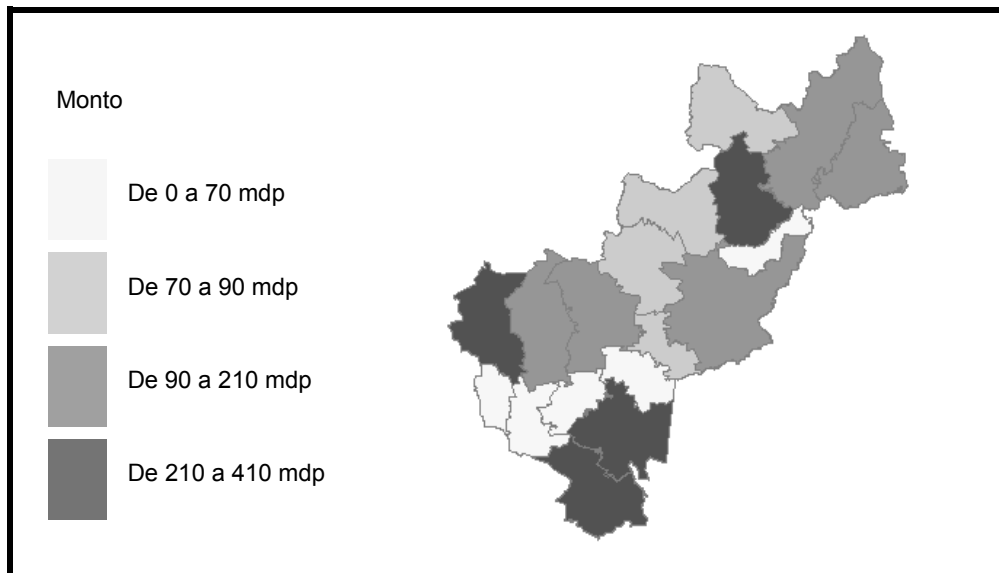 Monto
De 0 a 70 mdp
De 70 a 90 mdp
De 90 a 210 mdp
De 210 a 410 mdp